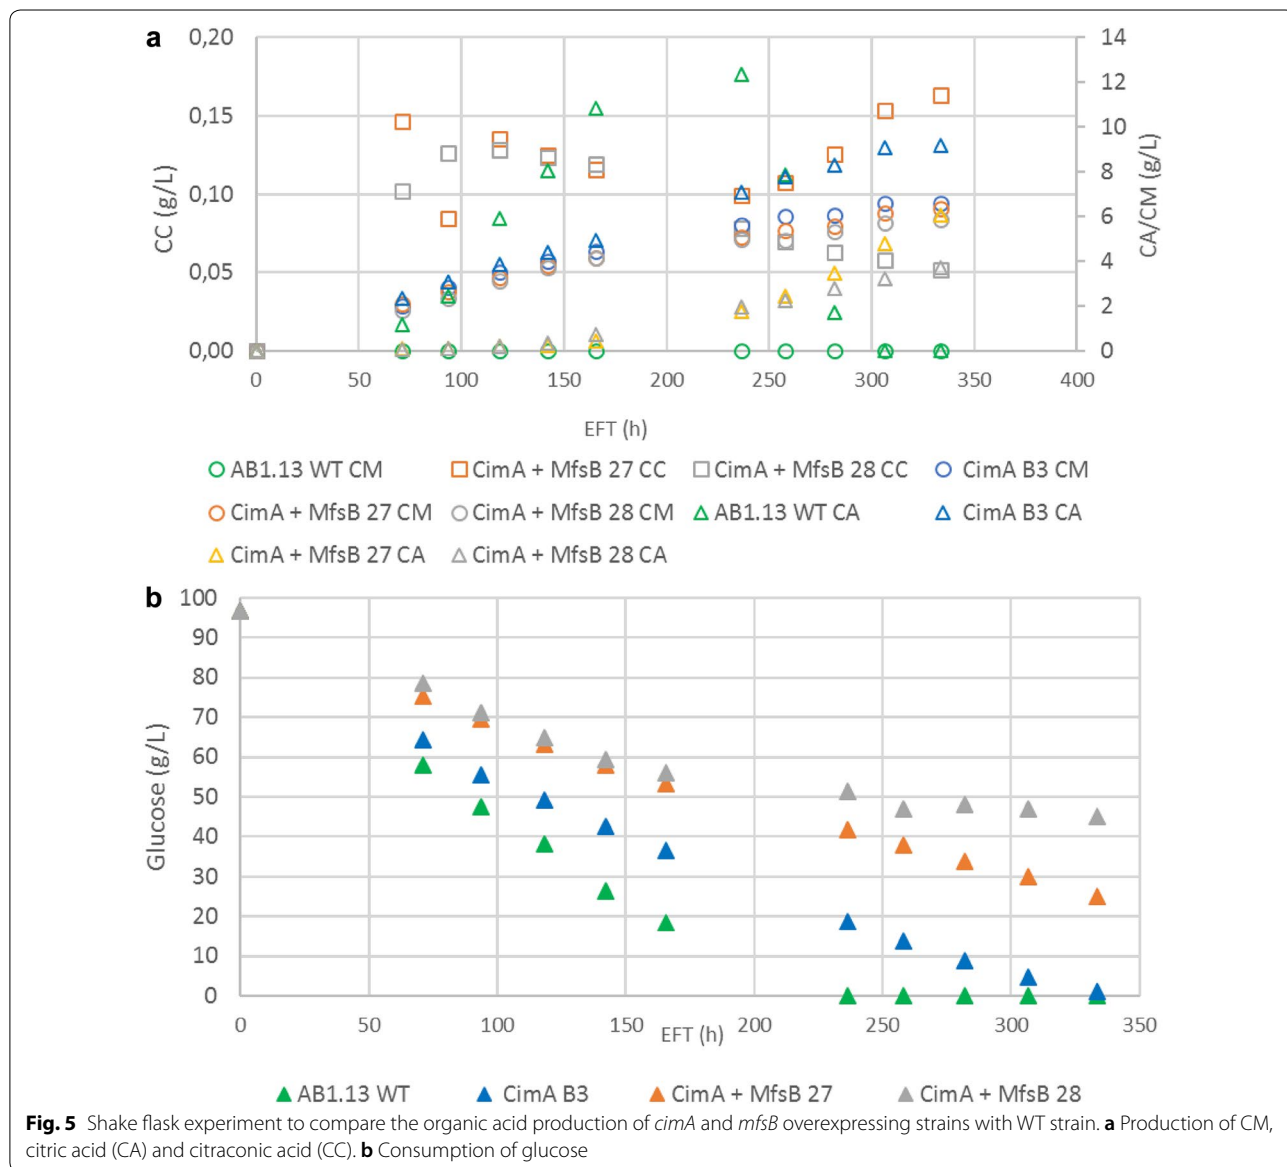 a
0,20
0,15
0,10
0,05
0,00
CC (g/L)
14
12
10
8
6
4
2
0
CA/CM (g/L)
0 50 100 150 200 250 300 350 400
EFT (h)
AB1.13 WT CM CimA + MfsB 27 CC CimA + MfsB 28 CC CimA B3 CM
CimA + MfsB 27 CM CimA + MfsB 28 CM AB1.13 WT CA CimA B3 CA
CimA + MfsB 27 CA CimA + MfsB 28 CA
b
100
90
80
70
60
50
40
30
20
10
0
Glucose (g/L)
0 50 100 150 200 250 300 350
EFT (h)
AB1.13 WT CimA B3 CimA + MfsB 27 CimA + MfsB 28
Fig. 5 Shake flask experiment to compare the organic acid production of cimA and mfsB overexpressing strains with WT strain. a Production of CM,
citric acid (CA) and citraconic acid (CC). b Consumption of glucose